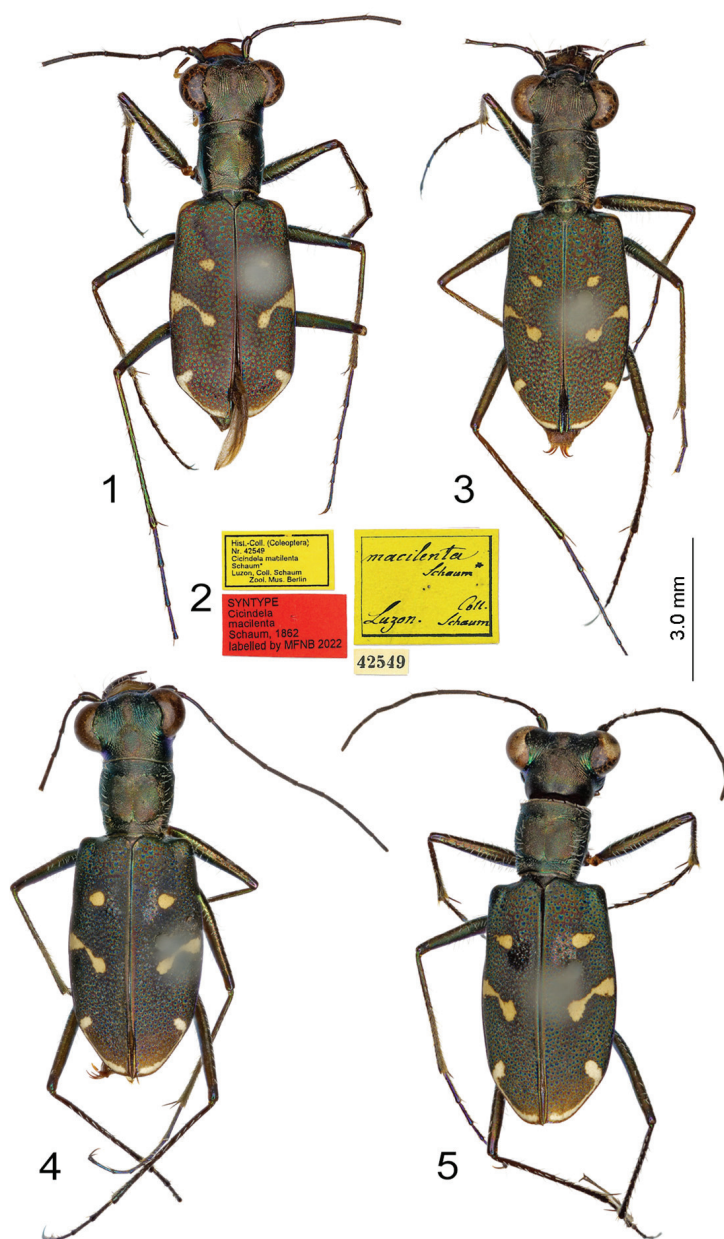 1
3
2
Hist.-Coll. (Coleoptera)
Nr. 42549
Cicindela matilenta
Schaum*
Luzon, Coll. Schaum
Zool. Mus. Berlin
SYNTYPE
Cicindela
macilenta
Schaum, 1862
labelled by MFNB 2022
macilenta
Schaum*
Luzon. Coll.
Schaum
42549
3.0 mm
4
5